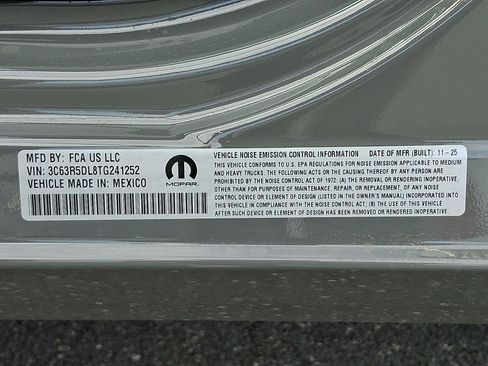 MFD BY: FCA US LLC
VIN: 3C63R5DL8TG241252
VEHICLE MADE IN: MEXICO
MOPAR
VEHICLE NOISE EMISSION CONTROL INFORMATION DATE OF MFR (BUILT): 11-25
THIS VEHICLE CONFORMS TO U.S. EPA REGULATIONS FOR NOISE EMISSION APPLICABLE TO MEDIUM
AND HEAVY TRUCKS. THE FOLLOWING ACTS OR THE CAUSING THEREOF BY ANY PERSON ARE
PROHIBITED BY THE NOISE CONTROL ACT OF 1972; (A) THE REMOVAL OR RENDERING INOPERATIVE,
OTHER THAN FOR PURPOSES OF MAINTENANCE, REPAIR, OR REPLACEMENT, OF ANY NOISE
CONTROL DEVICE OR ELEMENT OF DESIGN (LISTED IN THE OWNER'S MANUAL) INCORPORATED INTO
THIS VEHICLE IN COMPLIANCE WITH THE NOISE CONTROL ACT; (B) THE USE OF THIS VEHICLE
AFTER SUCH DEVICE OR ELEMENT OF DESIGN HAS BEEN REMOVED OR RENDERED INOPERATIVE.